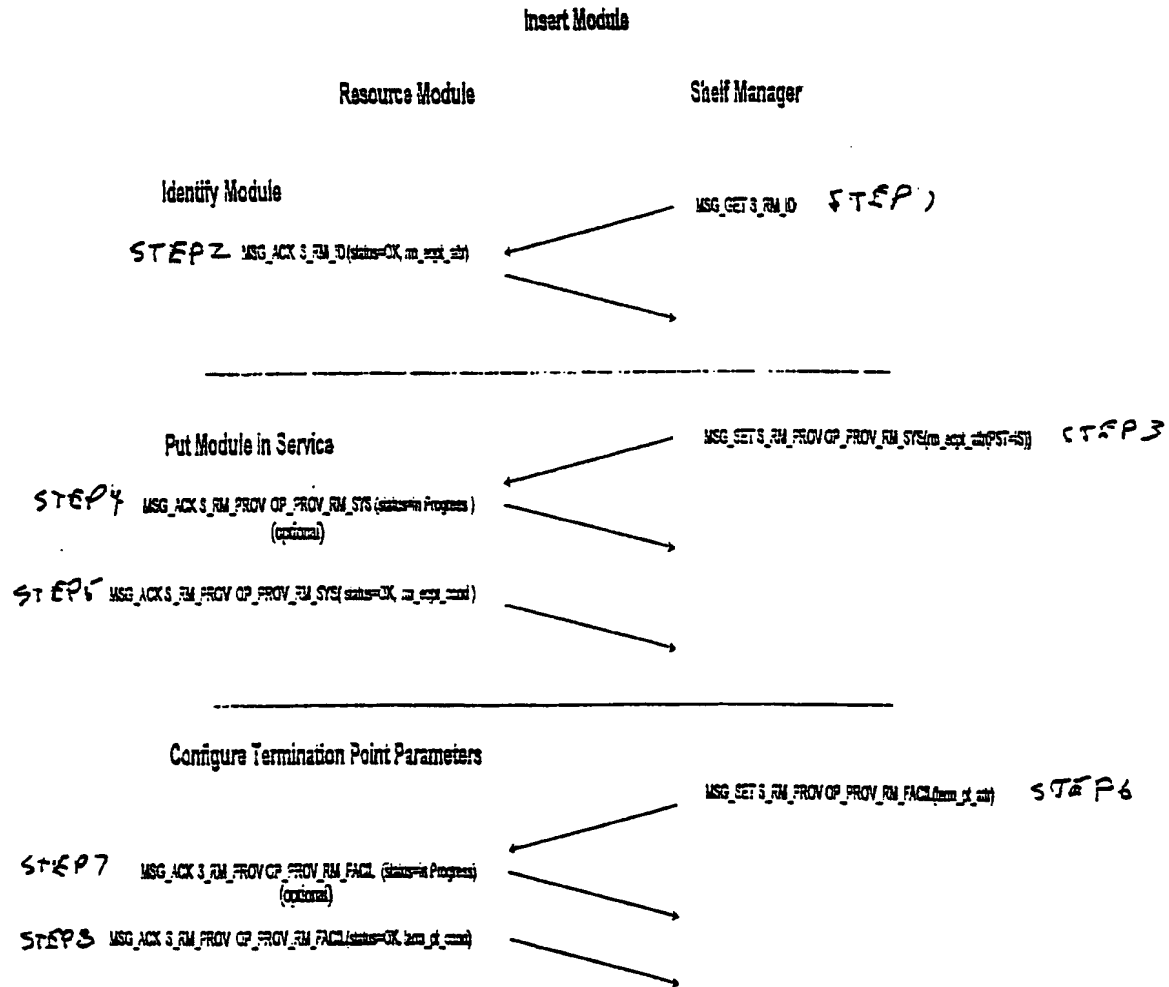 Insert Module
Resource Module Shelf Manager
Identify Module
MSG_GET S_RM_ID STEP 1
STEP 2 MSG_ACK S_RM_ID (status=OK, rm_eqpt_attr)
Put Module in Service
MSG_SET S_RM_PROV OP_PROV_RM_SYS(rm_eqpt_attr(PST=IS)) STEP 3
STEP 4 MSG_ACK S_RM_PROV OP_PROV_RM_SYS (status=in Progress )
(optional)
STEP 5 MSG_ACK S_RM_PROV OP_PROV_RM_SYS( status=OK, rm_eqpt_cond )
Configure Termination Point Parameters
MSG_SET S_RM_PROV OP_PROV_RM_FACIL(term_pt_attr) STEP 6
STEP 7 MSG_ACK S_RM_PROV OP_PROV_RM_FACIL (status=in Progress)
(optional)
STEP 8 MSG_ACK S_RM_PROV OP_PROV_RM_FACIL(status=OK, term_pt_cond)